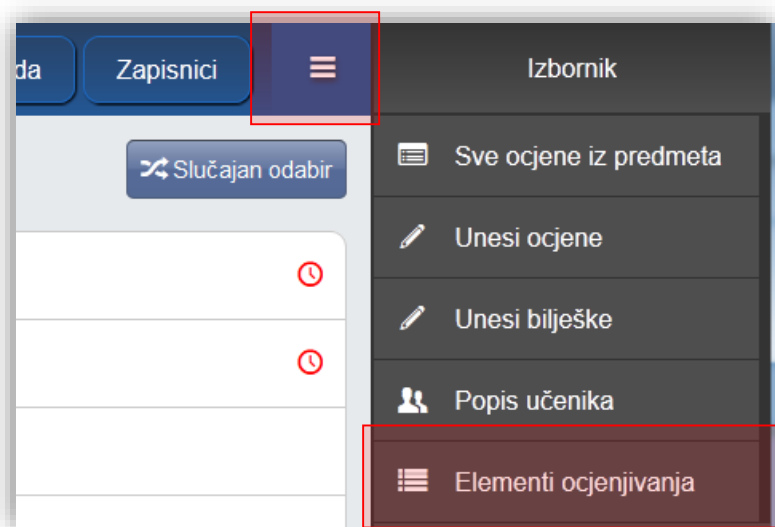 da
Zapisnici
Izbornik
Slučajan odabir
Sve ocjene iz predmeta
Unesi ocjene
Unesi bilješke
Popis učenika
Elementi ocjenjivanja